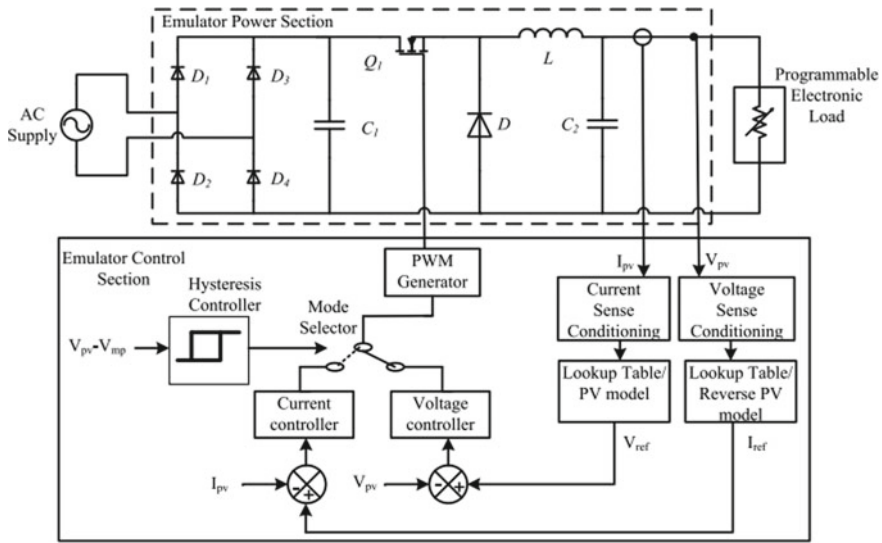 Emulator Power Section
AC
Supply
D1
D3
D2
D4
C1
Q1
D
L
C2
Programmable
Electronic
Load
Emulator Control
Section
Hysteresis
Controller
Vpv-Vmp
Mode
Selector
PWM
Generator
Ipv
Vpv
Current
Sense
Conditioning
Voltage
Sense
Conditioning
Lookup Table/
PV model
Lookup Table/
Reverse PV
model
Current
controller
Voltage
controller
Vref
Iref
Ipv
-
+
Vpv
-
+